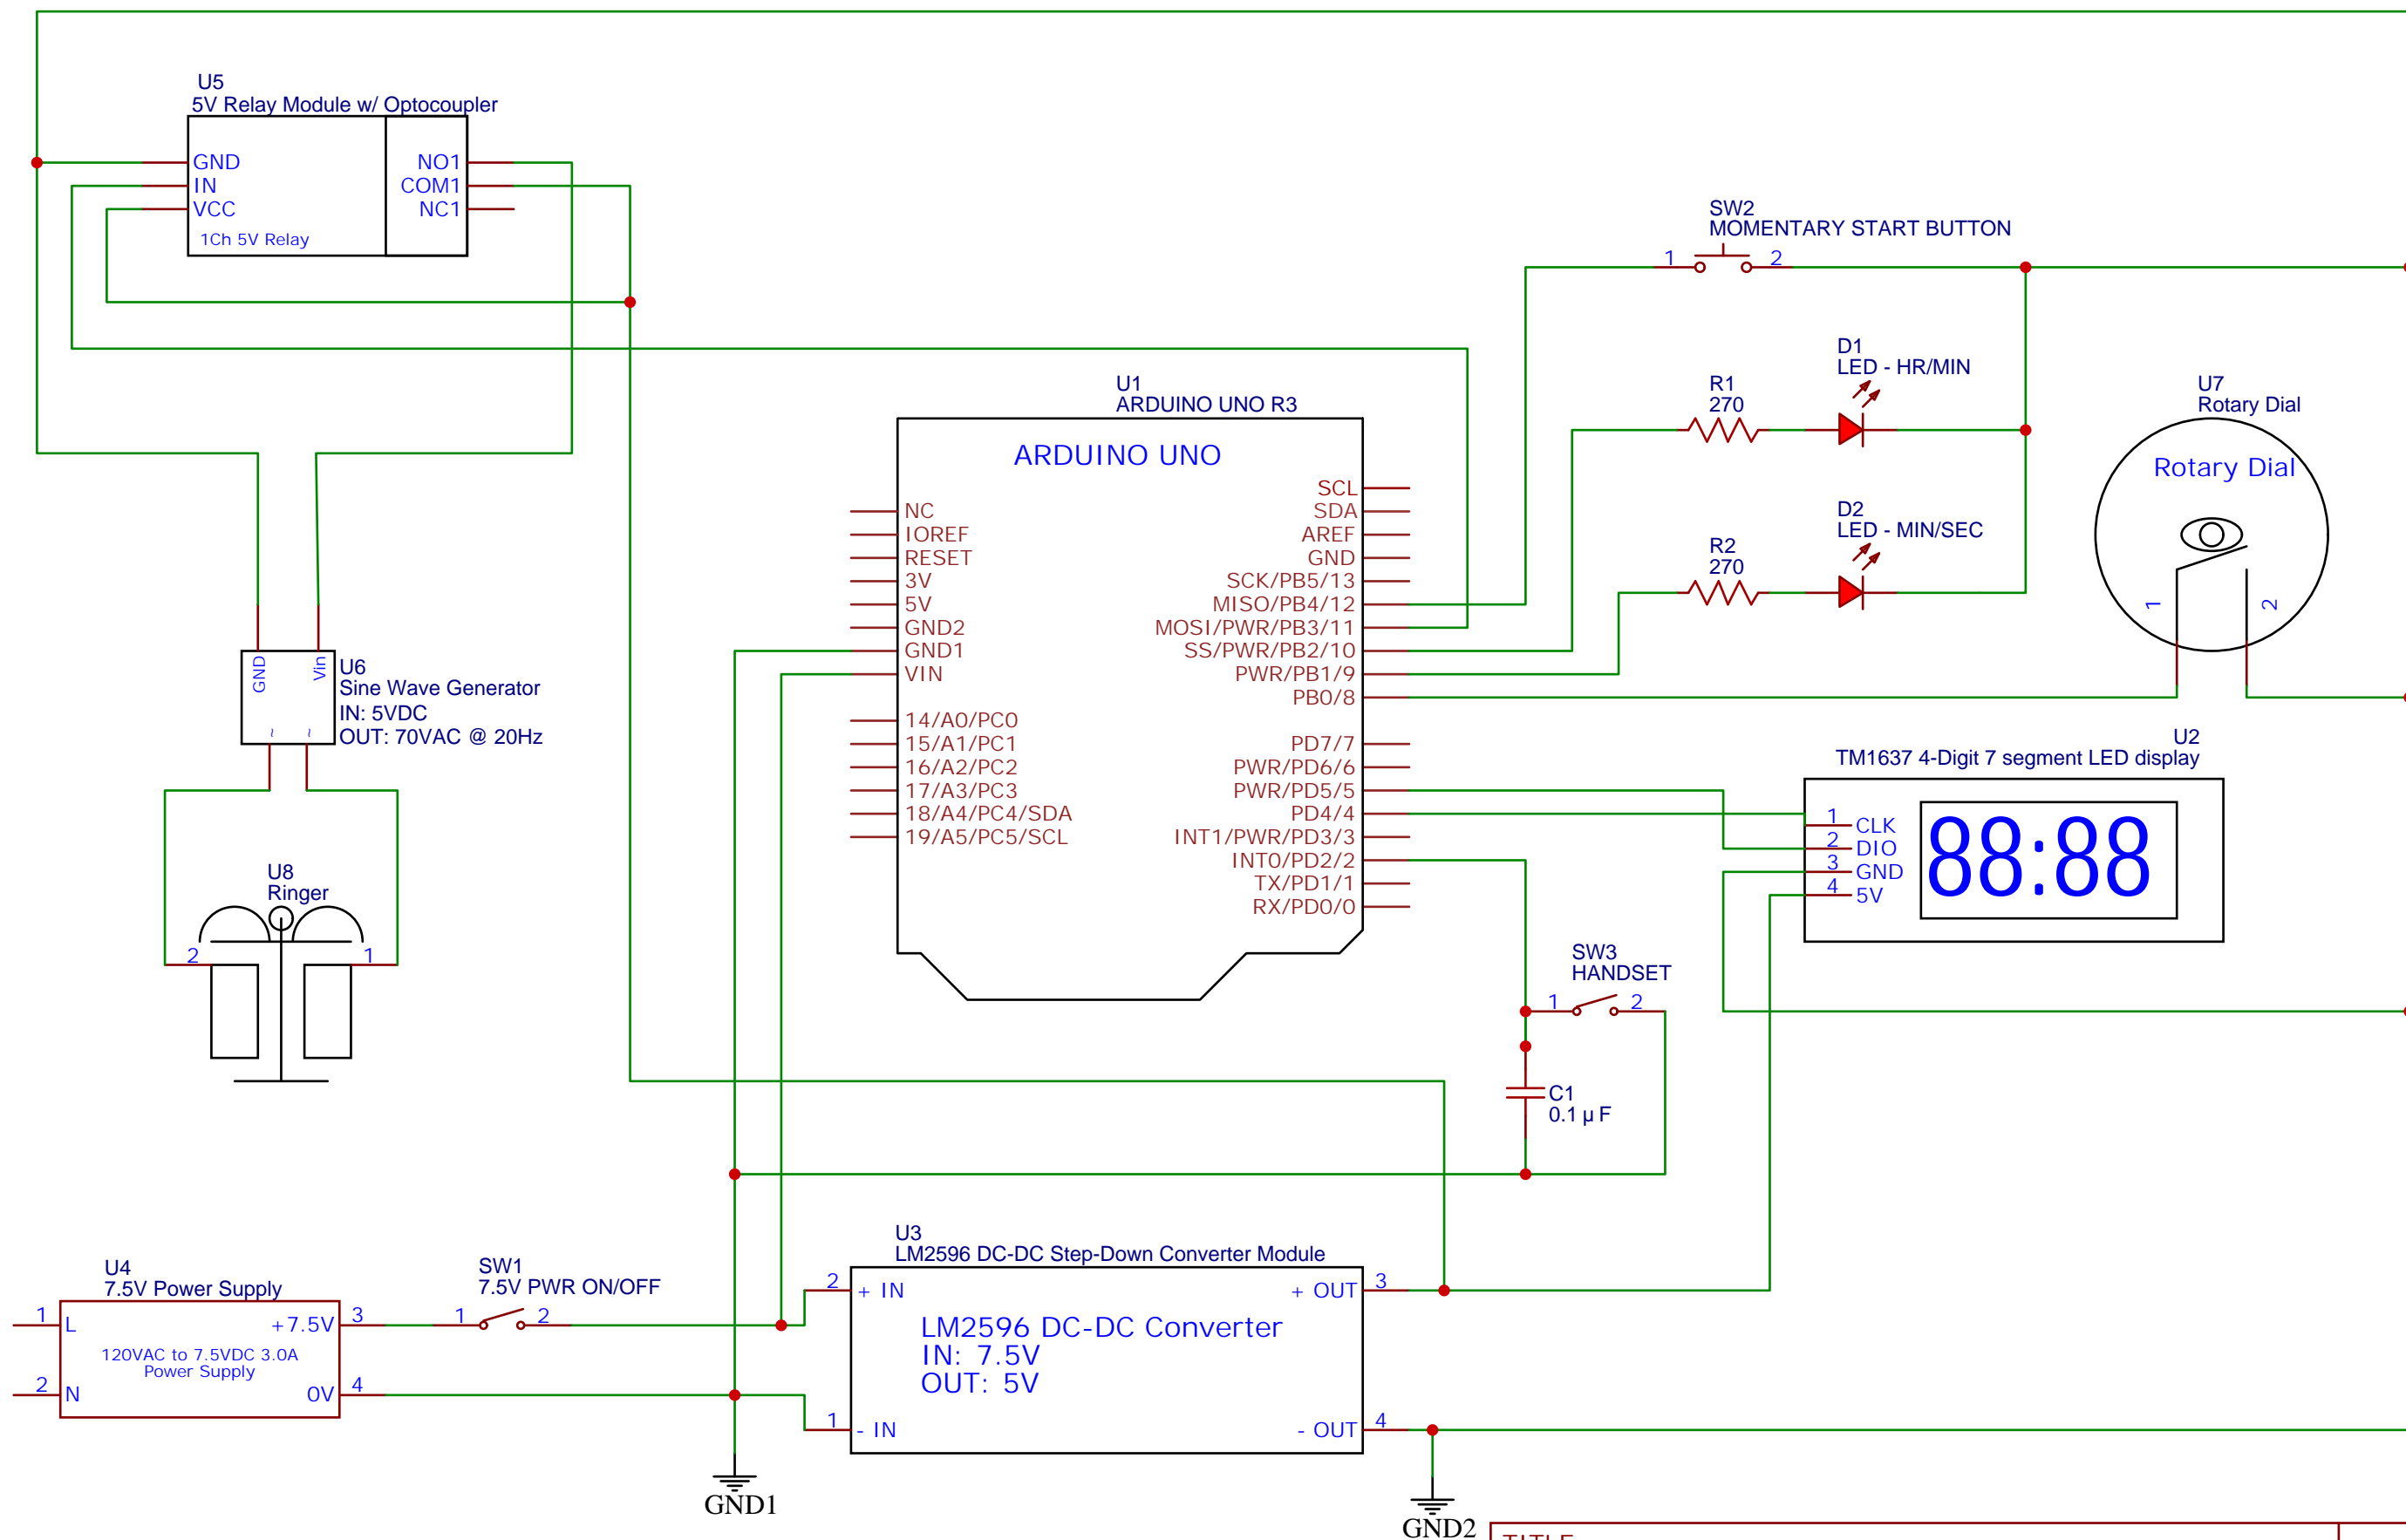 U5
5V Relay Module w/ Optocoupler
GND
IN
VCC
NO1
COM1
NC1
1Ch 5V Relay
SW2
MOMENTARY START BUTTON
1
2
D1
LED - HR/MIN
R1
270
U7
Rotary Dial
Rotary Dial
1
2
D2
LED - MIN/SEC
R2
270
U1
ARDUINO UNO R3
ARDUINO UNO
NC
IOREF
RESET
3V
5V
GND2
GND1
VIN
14/A0/PC0
15/A1/PC1
16/A2/PC2
17/A3/PC3
18/A4/PC4/SDA
19/A5/PC5/SCL
SCL
SDA
AREF
GND
SCK/PB5/13
MISO/PB4/12
MOSI/PWR/PB3/11
SS/PWR/PB2/10
PWR/PB1/9
PB0/8
PD7/7
PWR/PD6/6
PWR/PD5/5
PD4/4
INT1/PWR/PD3/3
INT0/PD2/2
TX/PD1/1
RX/PD0/0
GND
Vin
~
~
U6
Sine Wave Generator
IN: 5VDC
OUT: 70VAC @ 20Hz
U8
Ringer
2
1
U2
TM1637 4-Digit 7 segment LED display
1 CLK
2 DIO
3 GND
4 5V
88:88
SW3
HANDSET
1
2
C1
0.1 µF
U4
7.5V Power Supply
1 L
2 N
+7.5V 3
0V 4
120VAC to 7.5VDC 3.0A
Power Supply
SW1
7.5V PWR ON/OFF
1
2
U3
LM2596 DC-DC Step-Down Converter Module
2 + IN
1 - IN
+ OUT 3
- OUT 4
LM2596 DC-DC Converter
IN: 7.5V
OUT: 5V
GND1
GND2
TITLE